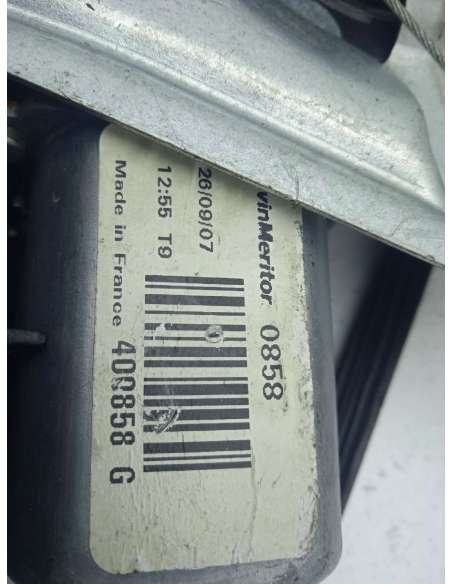 vinMeritor 0858
26/09/07
12:55 T9
Made in France 400858 G